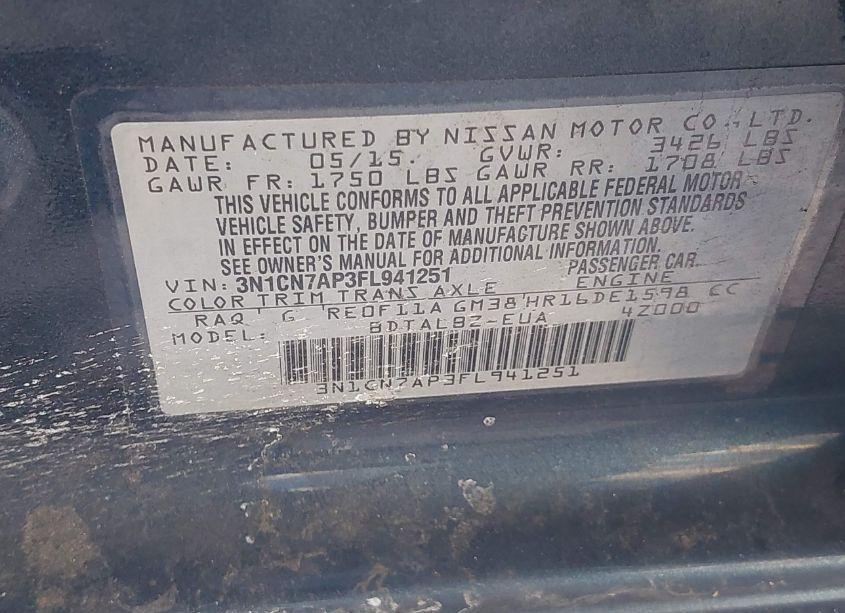 MANUFACTURED BY NISSAN MOTOR CO.,LTD.
DATE: 05/15 GVWR: 3426 LBS
GAWR FR: 1750 LBS GAWR RR: 1708 LBS
THIS VEHICLE CONFORMS TO ALL APPLICABLE FEDERAL MOTOR
VEHICLE SAFETY, BUMPER AND THEFT PREVENTION STANDARDS
IN EFFECT ON THE DATE OF MANUFACTURE SHOWN ABOVE.
SEE OWNER'S MANUAL FOR ADDITIONAL INFORMATION.
VIN: 3N1CN7AP3FL941251 PASSENGER CAR
COLOR TRIM TRANS AXLE ENGINE
RAQ G RE0F11A GM38 HR16DE1598 CC
MODEL: BDTALBZ-EUA 4Z000
3N1CN7AP3FL941251